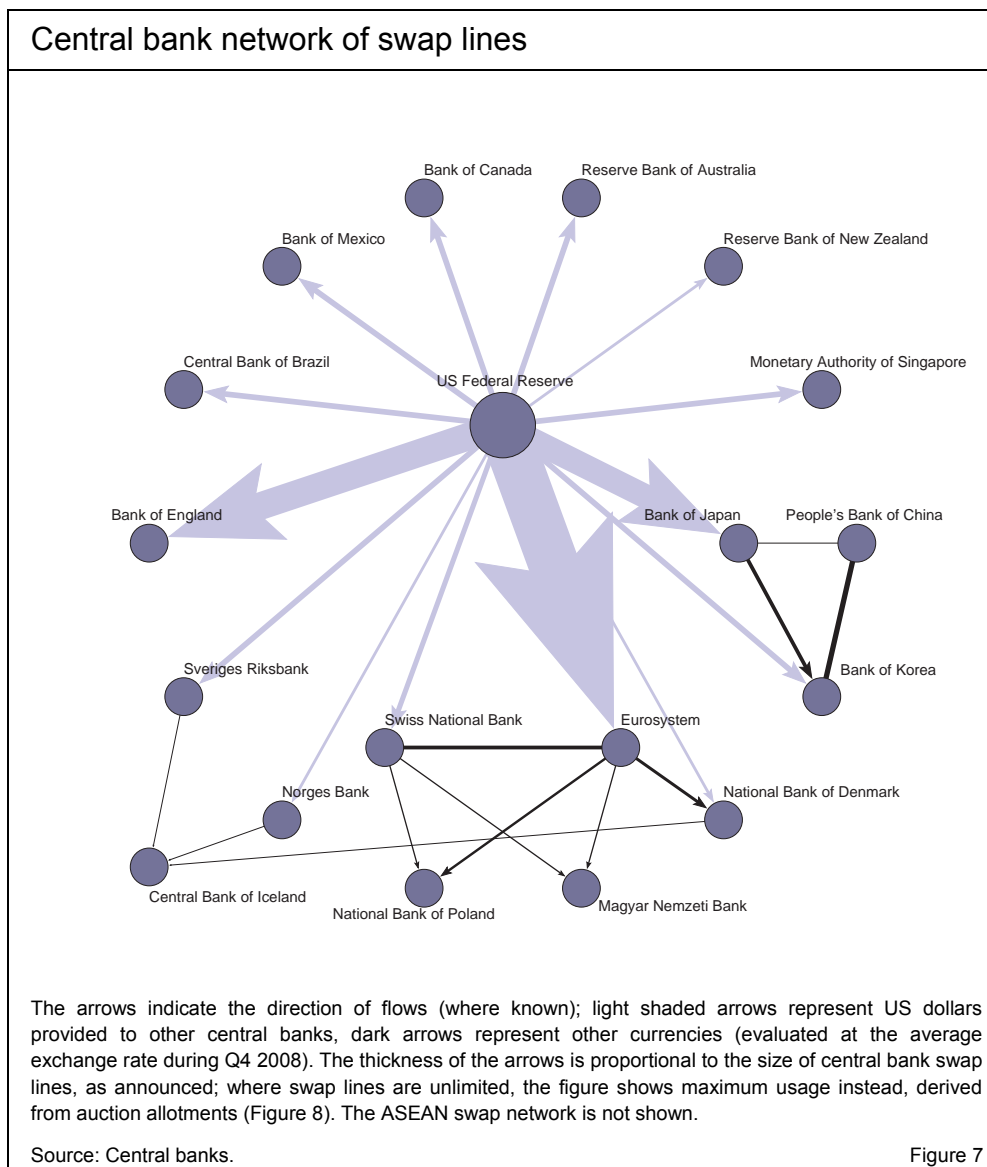 Central bank network of swap lines
Bank of Canada
Reserve Bank of Australia
Bank of Mexico
Reserve Bank of New Zealand
Central Bank of Brazil
US Federal Reserve
Monetary Authority of Singapore
Bank of England
Bank of Japan
People's Bank of China
Sveriges Riksbank
Bank of Korea
Swiss National Bank
Eurosystem
Norges Bank
National Bank of Denmark
Central Bank of Iceland
National Bank of Poland
Magyar Nemzeti Bank
The arrows indicate the direction of flows (where known); light shaded arrows represent US dollars
provided to other central banks, dark arrows represent other currencies (evaluated at the average
exchange rate during Q4 2008). The thickness of the arrows is proportional to the size of central bank swap
lines, as announced; where swap lines are unlimited, the figure shows maximum usage instead, derived
from auction allotments (Figure 8). The ASEAN swap network is not shown.
Source: Central banks.
Figure 7